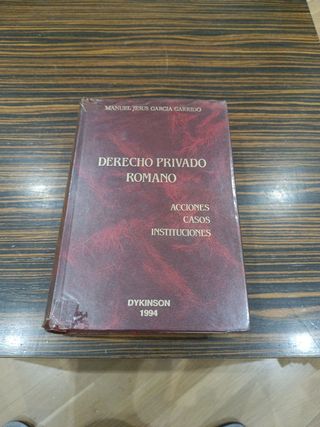 MANUEL JESUS GARCIA GARRIDO
DERECHO PRIVADO
ROMANO
ACCIONES
CASOS
INSTITUCIONES
DYKINSON
1994